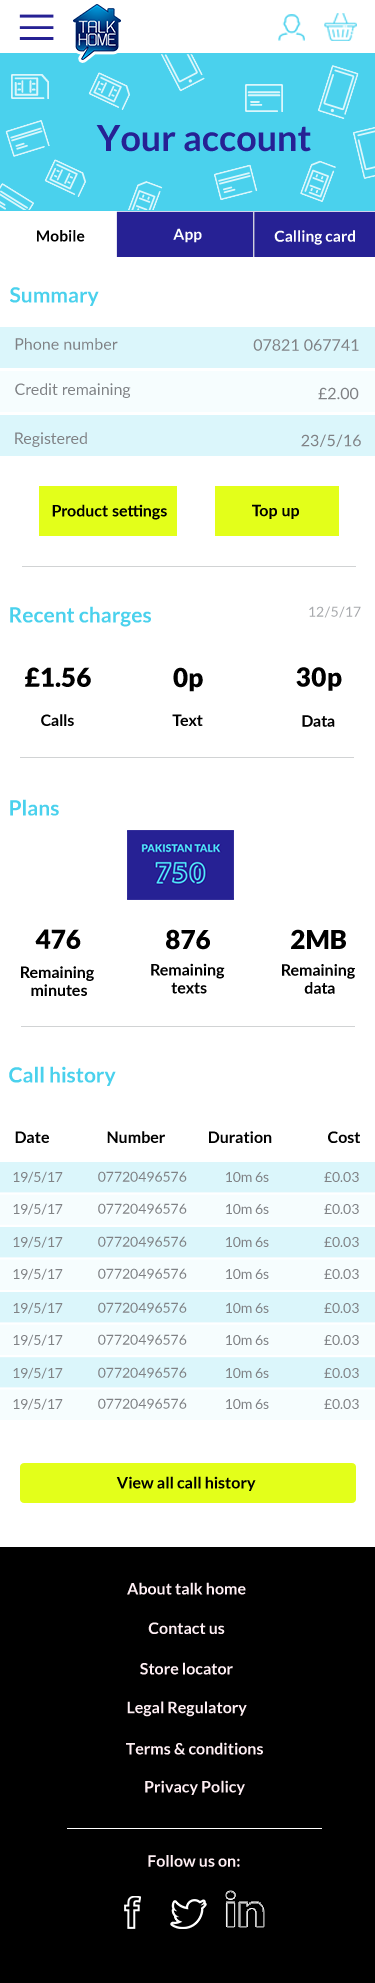 TALK
HOME
Your account
Mobile App Calling card
Summary
Phone number 07821 067741
Credit remaining £2.00
Registered 23/5/16
Product settings Top up
Recent charges 12/5/17
£1.56 0p 30p
Calls Text Data
Plans
PAKISTAN TALK
750
476 876 2MB
Remaining Remaining Remaining
minutes texts data
Call history
Date Number Duration Cost
19/5/17 07720496576 10m 6s £0.03
19/5/17 07720496576 10m 6s £0.03
19/5/17 07720496576 10m 6s £0.03
19/5/17 07720496576 10m 6s £0.03
19/5/17 07720496576 10m 6s £0.03
19/5/17 07720496576 10m 6s £0.03
19/5/17 07720496576 10m 6s £0.03
19/5/17 07720496576 10m 6s £0.03
View all call history
About talk home
Contact us
Store locator
Legal Regulatory
Terms & conditions
Privacy Policy
Follow us on:
f in